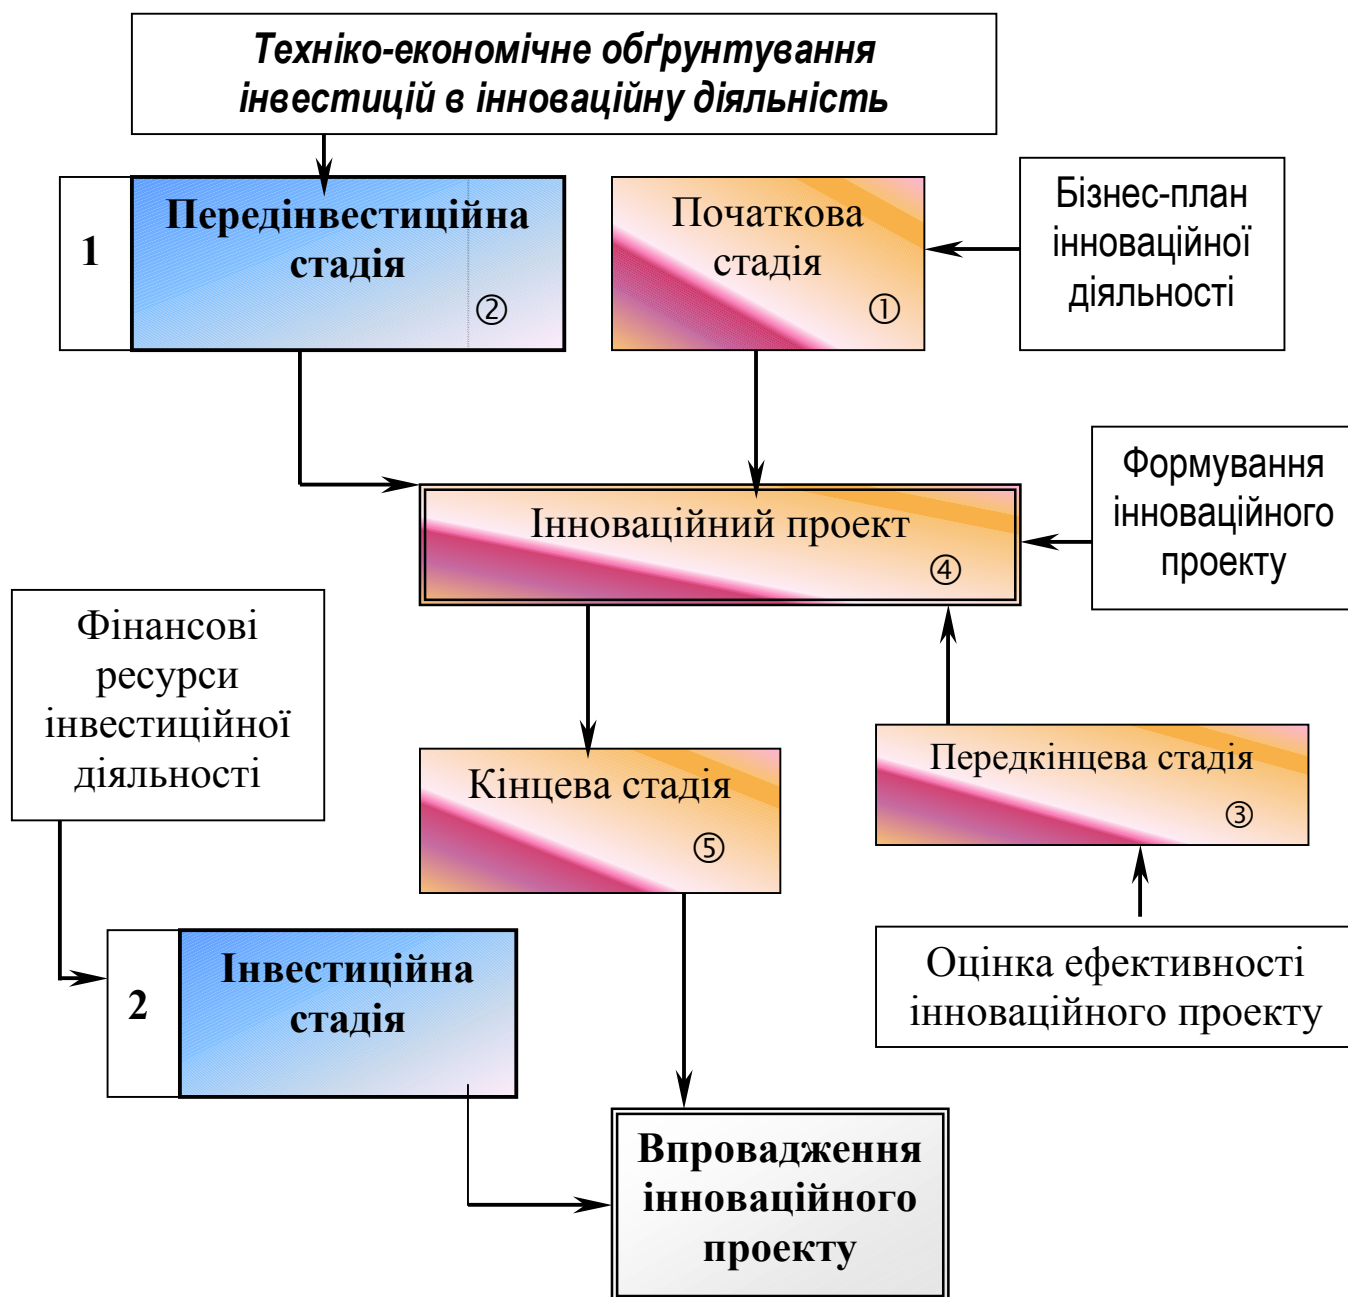 Техніко-економічне обґрунтування
інвестицій в інноваційну діяльність
1
Передінвестиційна
стадія
②
Початкова
стадія
①
Бізнес-план
інноваційної
діяльності
Формування
інноваційного
проекту
Інноваційний проект
④
Фінансові
ресурси
інвестиційної
діяльності
Кінцева стадія
⑤
Передкінцева стадія
③
Оцінка ефективності
інноваційного проекту
2
Інвестиційна
стадія
Впровадження
інноваційного
проекту